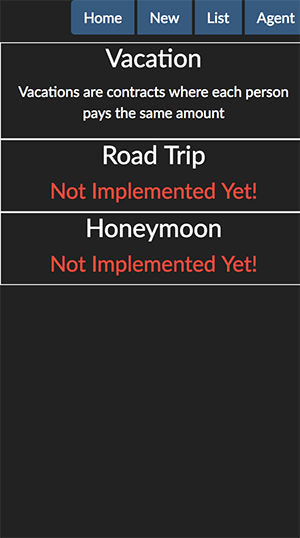 Home New List Agent
Vacation
Vacations are contracts where each person
pays the same amount
Road Trip
Not Implemented Yet!
Honeymoon
Not Implemented Yet!